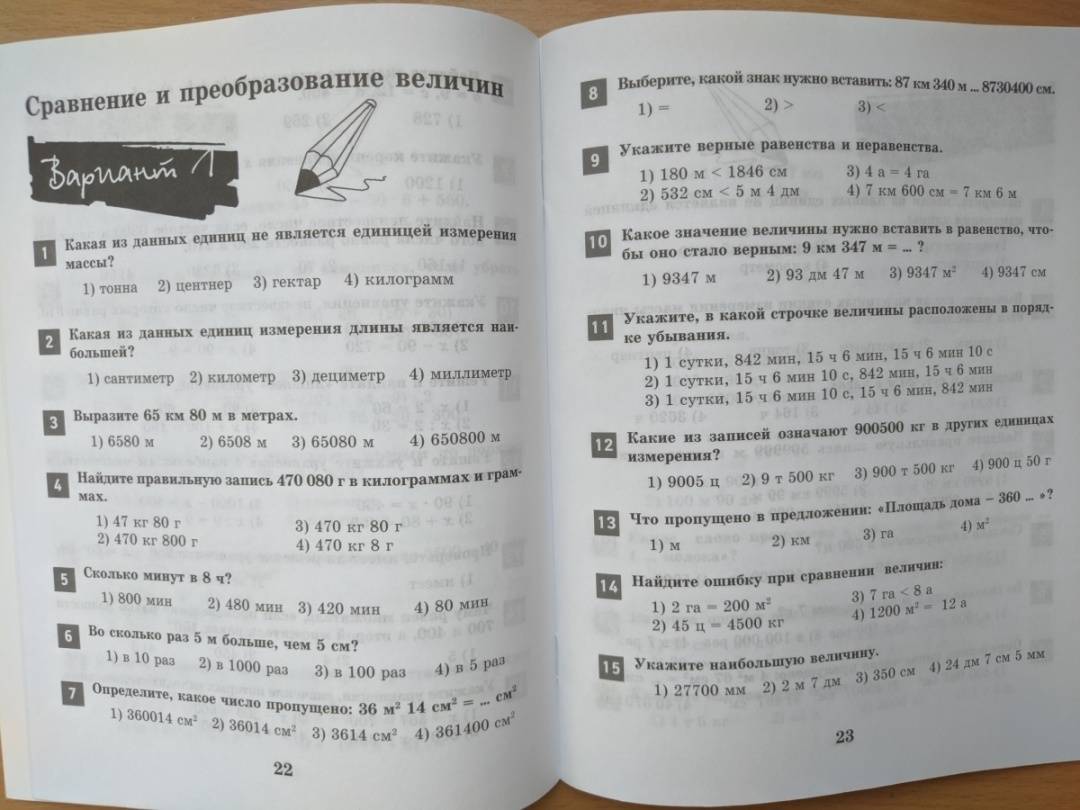 Сравнение и преобразование величин
Вариант 1
1 Какая из данных единиц не является единицей измерения
массы?
1) тонна 2) центнер 3) гектар 4) килограмм
2 Какая из данных единиц измерения длины является наи-
большей?
1) сантиметр 2) километр 3) дециметр 4) миллиметр
3 Выразите 65 км 80 м в метрах.
1) 6580 м 2) 6508 м 3) 65080 м 4) 650800 м
4 Найдите правильную запись 470 080 г в килограммах и грам-
мах.
1) 47 кг 80 г 3) 470 кг 80 г
2) 470 кг 800 г 4) 470 кг 8 г
5 Сколько минут в 8 ч?
1) 800 мин 2) 480 мин 3) 420 мин 4) 80 мин
6 Во сколько раз 5 м больше, чем 5 см?
1) в 10 раз 2) в 1000 раз 3) в 100 раз 4) в 5 раз
7 Определите, какое число пропущено: 36 м² 14 см² = ... см²
1) 360014 см² 2) 36014 см² 3) 3614 см² 4) 361400 см²
22
8 Выберите, какой знак нужно вставить: 87 км 340 м ... 8730400 см.
1) = 2) > 3) <
9 Укажите верные равенства и неравенства.
1) 180 м < 1846 см 3) 4 а = 4 га
2) 532 см < 5 м 4 дм 4) 7 км 600 см = 7 км 6 м
10 Какое значение величины нужно вставить в равенство, что-
бы оно стало верным: 9 км 347 м = ... ?
1) 9347 м 2) 93 дм 47 м 3) 9347 м² 4) 9347 см
11 Укажите, в какой строчке величины расположены в поряд-
ке убывания.
1) 1 сутки, 842 мин, 15 ч 6 мин, 15 ч 6 мин 10 с
2) 1 сутки, 15 ч 6 мин 10 с, 842 мин, 15 ч 6 мин
3) 1 сутки, 15 ч 6 мин 10 с, 15 ч 6 мин, 842 мин
12 Какие из записей означают 900500 кг в других единицах
измерения?
1) 9005 ц 2) 9 т 500 кг 3) 900 т 500 кг 4) 900 ц 50 г
13 Что пропущено в предложении: «Площадь дома – 360 ... »?
1) м 2) км 3) га 4) м²
14 Найдите ошибку при сравнении величин:
1) 2 га = 200 м² 3) 7 га < 8 а
2) 45 ц = 4500 кг 4) 1200 м² = 12 а
15 Укажите наибольшую величину.
1) 27700 мм 2) 2 м 7 дм 3) 350 см 4) 24 дм 7 см 5 мм
23